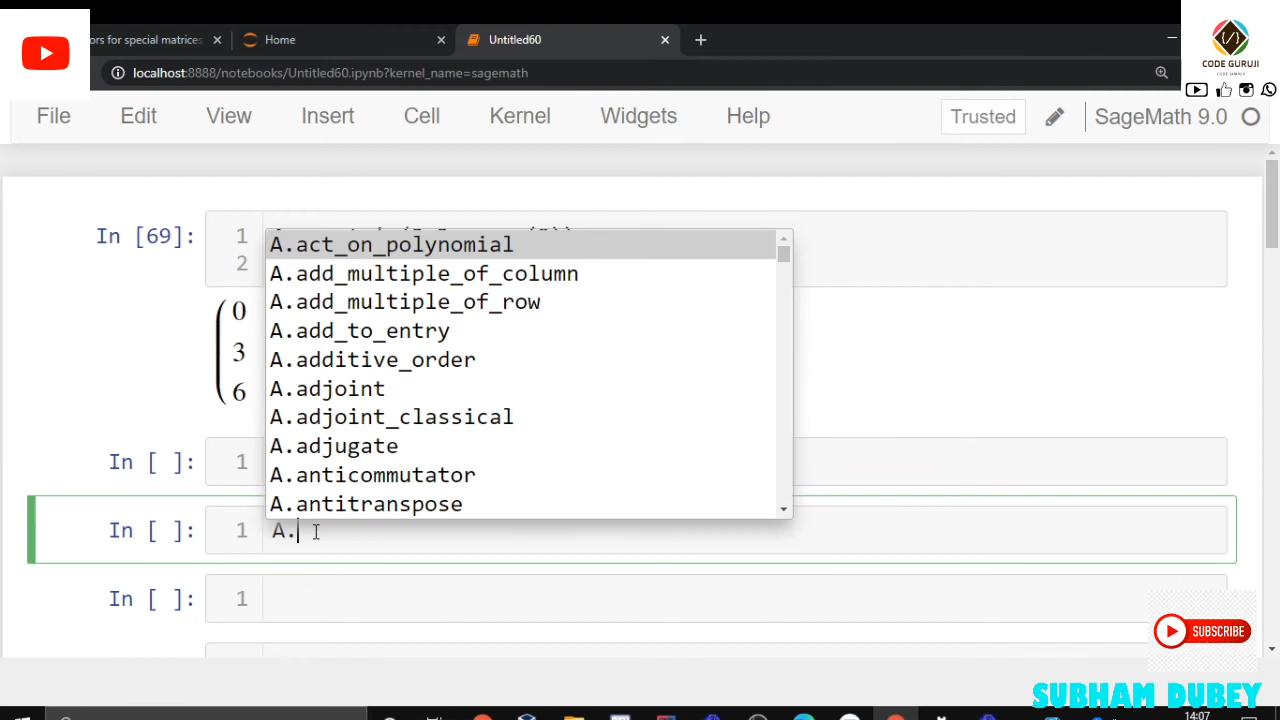 ors for special matrices
Home
Untitled60
CODE GURUJI
localhost:8888/notebooks/Untitled60.ipynb?kernel_name=sagemath
File Edit View Insert Cell Kernel Widgets Help Trusted SageMath 9.0
In [69]: 1
2
A.act_on_polynomial
A.add_multiple_of_column
A.add_multiple_of_row
A.add_to_entry
A.additive_order
A.adjoint
A.adjoint_classical
A.adjugate
A.anticommutator
A.antitranspose
0
3
6
In [ ]: 1
In [ ]: 1 A.
In [ ]: 1
SUBSCRIBE
SUBHAM DUBEY
14:07